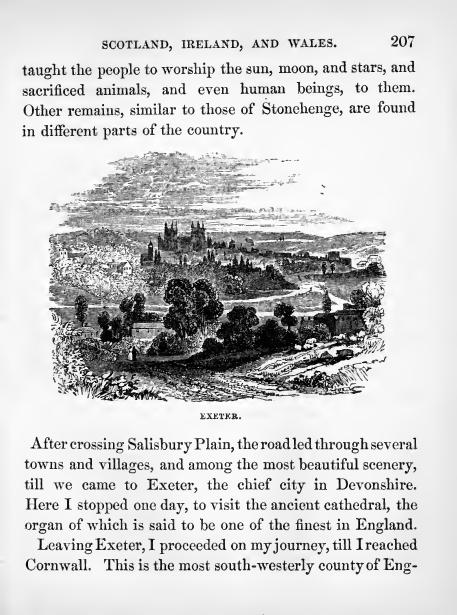 SCOTLAND, IRELAND, AND WALES. 207
taught the people to worship the sun, moon, and stars, and
sacrificed animals, and even human beings, to them.
Other remains, similar to those of Stonehenge, are found
in different parts of the country.
EXETER.
After crossing Salisbury Plain, the road led through several
towns and villages, and among the most beautiful scenery,
till we came to Exeter, the chief city in Devonshire.
Here I stopped one day, to visit the ancient cathedral, the
organ of which is said to be one of the finest in England.
Leaving Exeter, I proceeded on my journey, till I reached
Cornwall. This is the most south-westerly county of Eng-